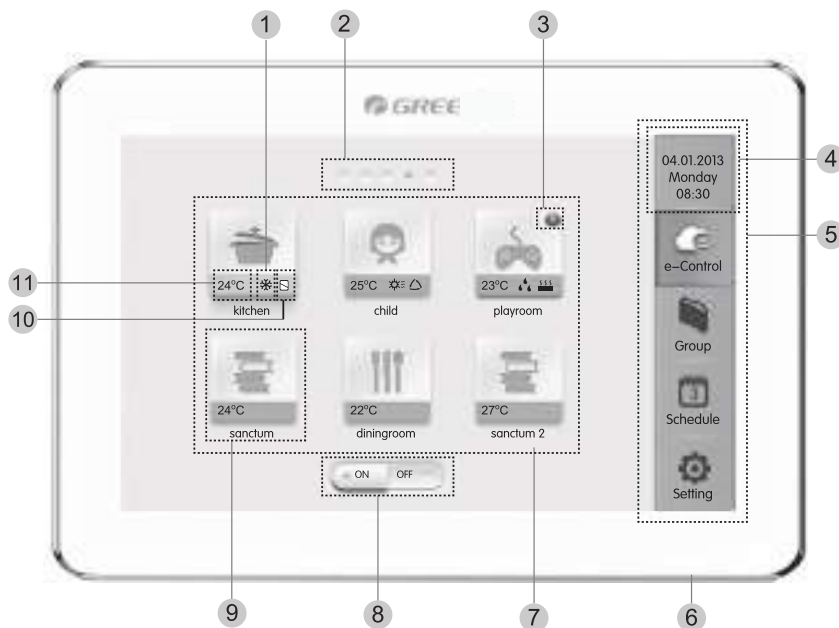 1
2
3
GREE
4
04.01.2013
Monday
08:30
5
e-Control
11
24°C
25°C
23°C
kitchen
child
playroom
10
Group
3
Schedule
24°C
22°C
27°C
sanctum
diningroom
sanctum 2
ON OFF
Setting
9
8
7
6